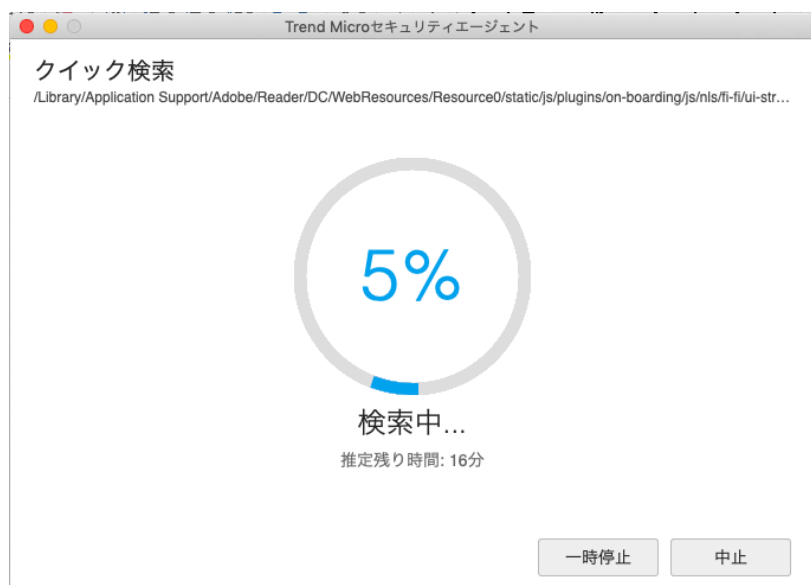 Trend Microセキュリティエージェント
クイック検索
/Library/Application Support/Adobe/Reader/DC/WebResources/Resource0/static/js/plugins/on-boarding/js/nls/fi-fi/ui-str...
5%
検索中...
推定残り時間: 16分
一時停止
中止